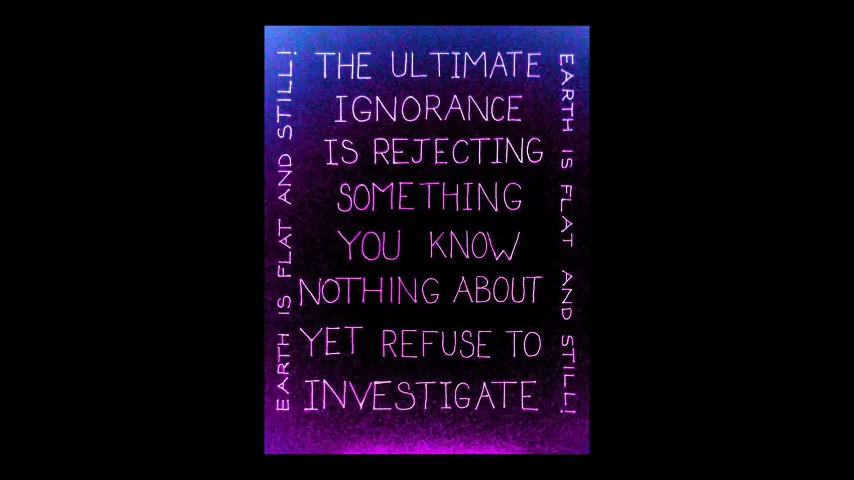 EARTH IS FLAT AND STILL!
THE ULTIMATE
IGNORANCE
IS REJECTING
SOMETHING
YOU KNOW
NOTHING ABOUT
YET REFUSE TO
INVESTIGATE
EARTH IS FLAT AND STILL!